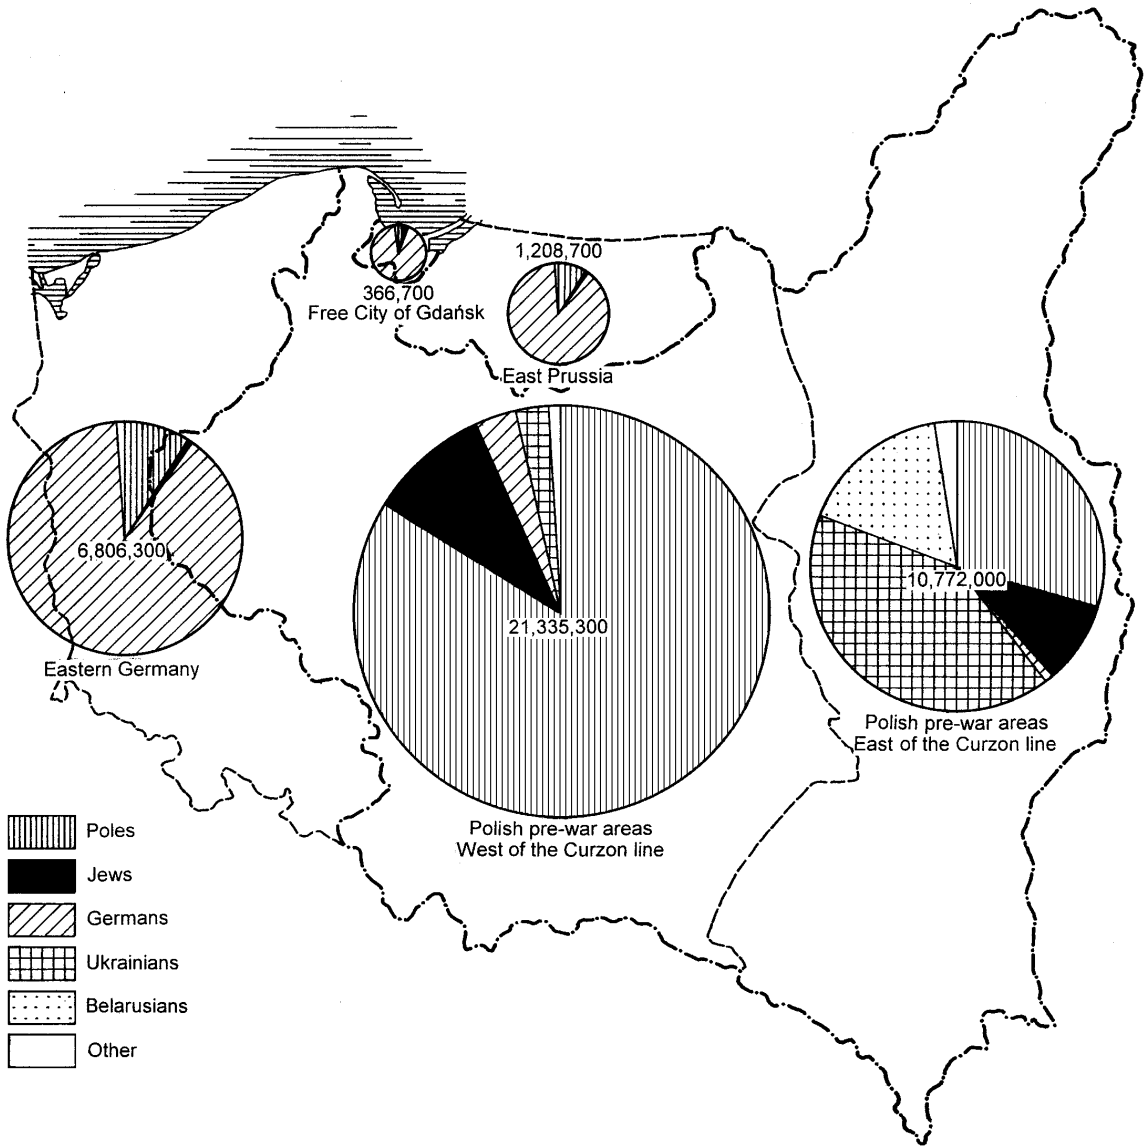 1,208,700
366,700
Free City of Gdańsk
East Prussia
6,806,300
Eastern Germany
21,335,300
Polish pre-war areas
West of the Curzon line
10,772,000
Polish pre-war areas
East of the Curzon line
Poles
Jews
Germans
Ukrainians
Belarusians
Other